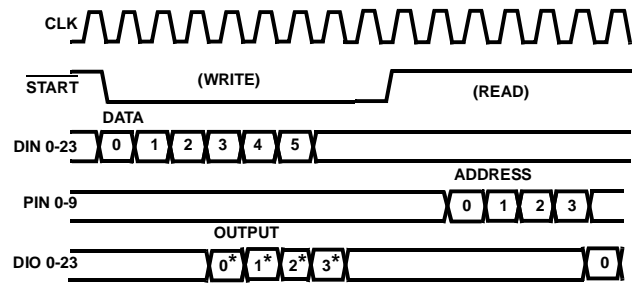 CLK
START (WRITE) (READ)
DATA
DIN 0-23 0 1 2 3 4 5
ADDRESS
PIN 0-9 0 1 2 3
OUTPUT
DIO 0-23 0* 1* 2* 3* 0